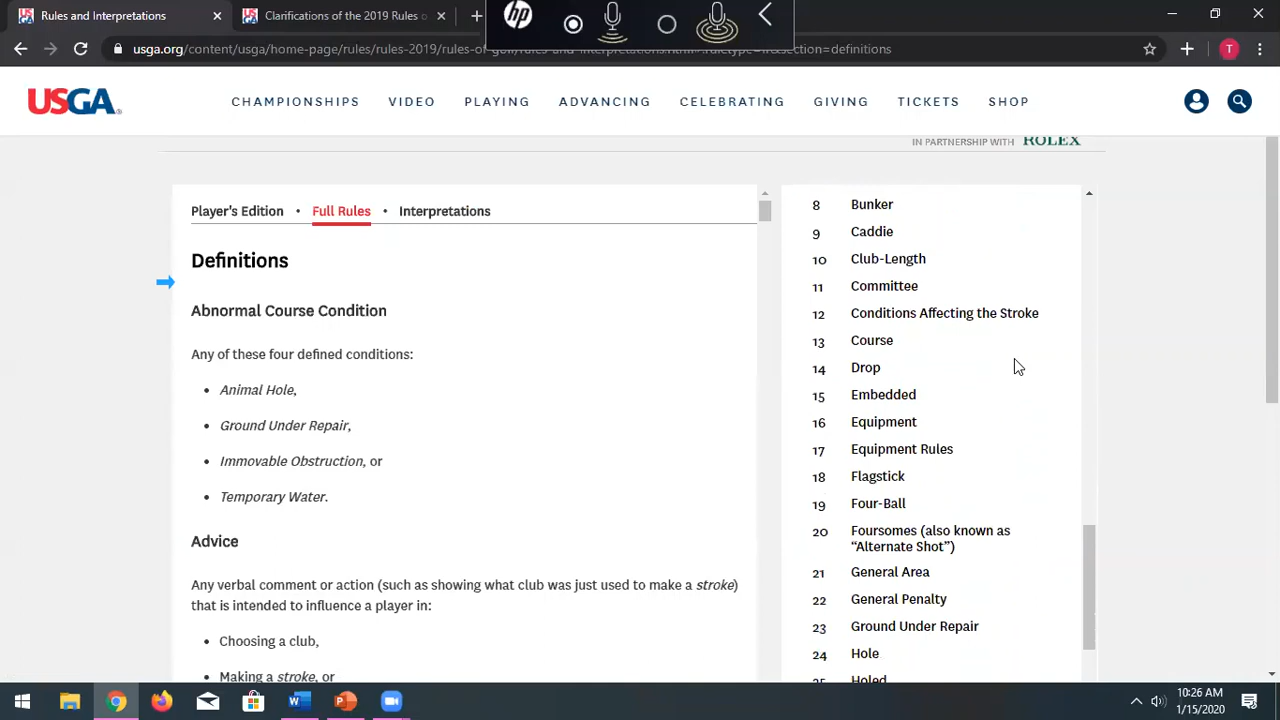 Rules and Interpretations
Clarifications of 2019 Rules o
hp
usga.org/content/usga/home-page/rules/rules-2019/rules-of-golf/rules-and-interpretations.html#!ruletype=fr&section=definitions
T
USGA
CHAMPIONSHIPS VIDEO PLAYING ADVANCING CELEBRATING GIVING TICKETS SHOP
IN PARTNERSHIP WITH ROLEX
Player's Edition • Full Rules • Interpretations
Definitions
Abnormal Course Condition
Any of these four defined conditions:
• Animal Hole,
• Ground Under Repair,
• Immovable Obstruction, or
• Temporary Water.
Advice
Any verbal comment or action (such as showing what club was just used to make a stroke)
that is intended to influence a player in:
• Choosing a club,
• Making a stroke, or
8 Bunker
9 Caddie
10 Club-Length
11 Committee
12 Conditions Affecting the Stroke
13 Course
14 Drop
15 Embedded
16 Equipment
17 Equipment Rules
18 Flagstick
19 Four-Ball
20 Foursomes (also known as
“Alternate Shot”)
21 General Area
22 General Penalty
23 Ground Under Repair
24 Hole
25 Holed
10:26 AM
1/15/2020